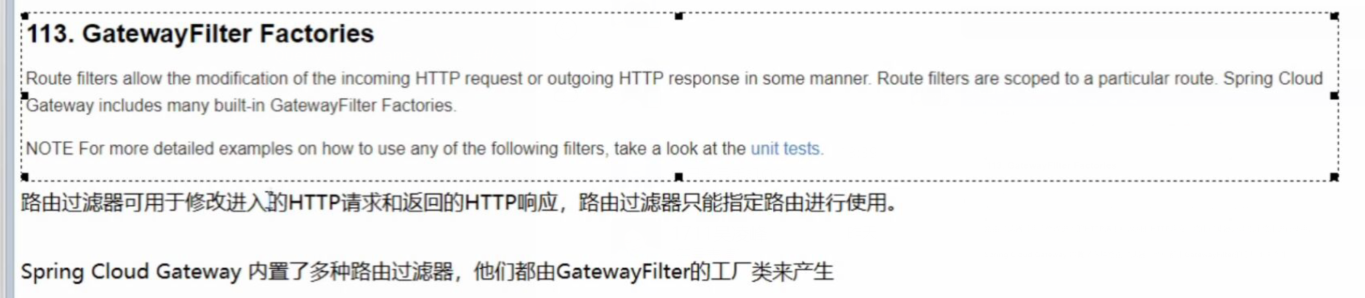 113. GatewayFilter Factories
Route filters allow the modification of the incoming HTTP request or outgoing HTTP response in some manner. Route filters are scoped to a particular route. Spring Cloud
Gateway includes many built-in GatewayFilter Factories.
NOTE For more detailed examples on how to use any of the following filters, take a look at the unit tests.
路由过滤器可用于修改进入的HTTP请求和返回的HTTP响应，路由过滤器只能指定路由进行使用。
Spring Cloud Gateway 内置了多种路由过滤器，他们都由GatewayFilter的工厂类来产生